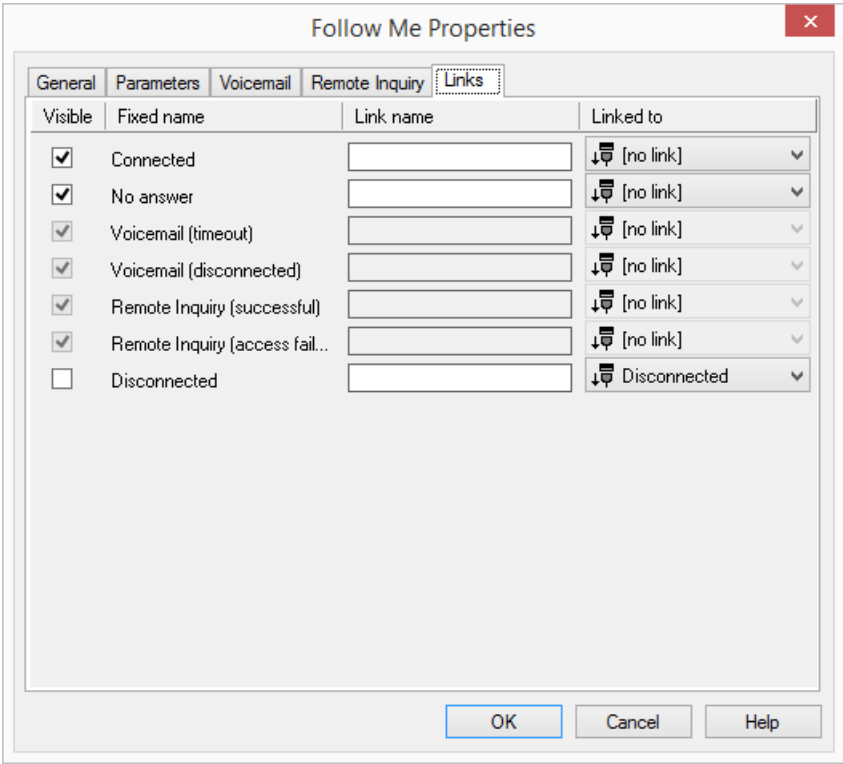 Follow Me Properties
General Parameters Voicemail Remote Inquiry Links
Visible Fixed name Link name Linked to
Connected [no link]
No answer [no link]
Voicemail (timeout) [no link]
Voicemail (disconnected) [no link]
Remote Inquiry (successful) [no link]
Remote Inquiry (access fail... [no link]
Disconnected Disconnected
OK Cancel Help